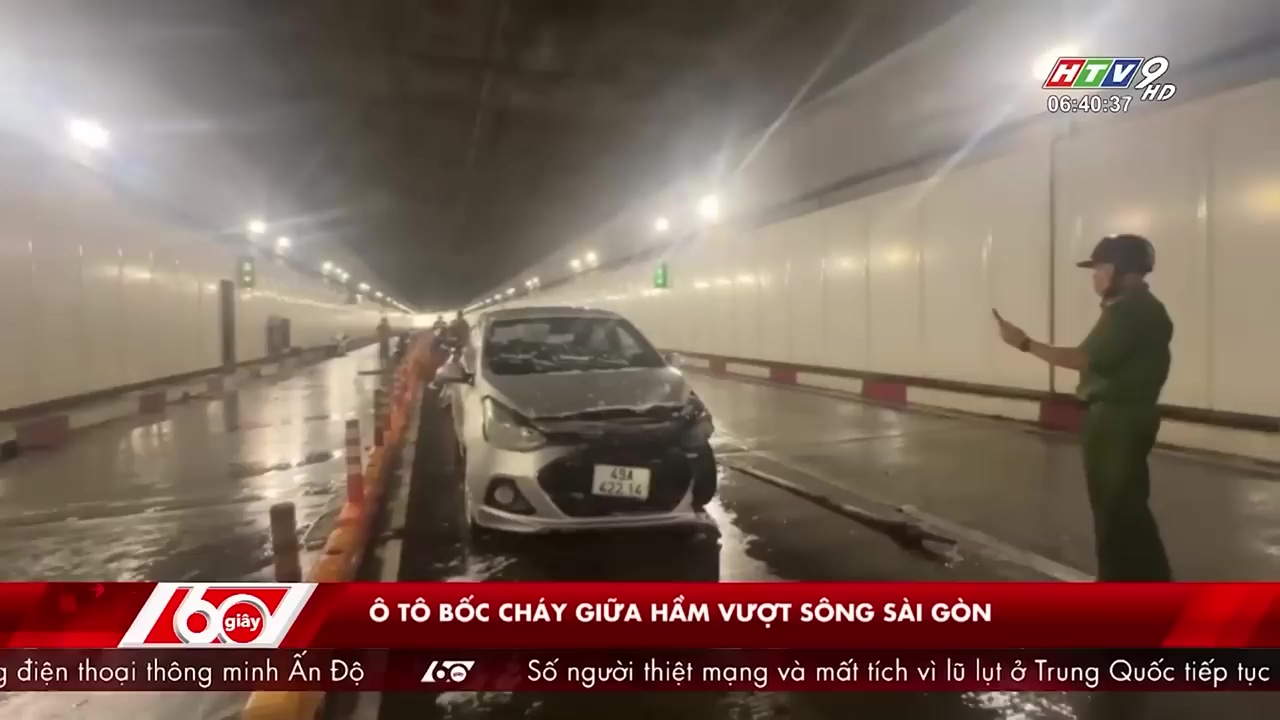 HTV9 HD
06:40:37
49A
422.14
60 giây
Ô TÔ BỐC CHÁY GIỮA HẦM VƯỢT SÔNG SÀI GÒN
g điện thoại thông minh Ấn Độ 60 giây Số người thiệt mạng và mất tích vì lũ lụt ở Trung Quốc tiếp tục